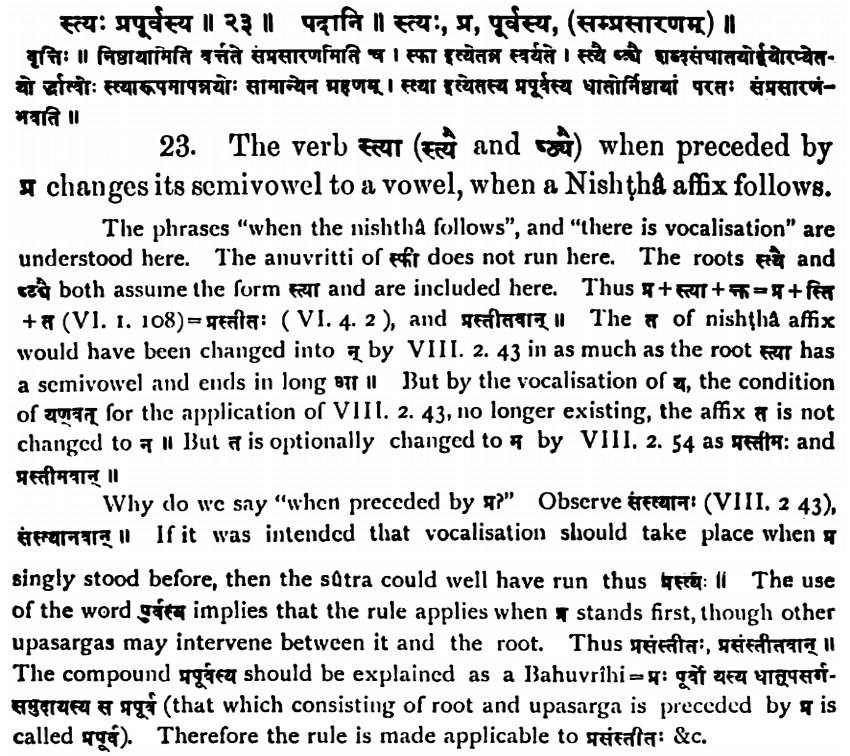 स्त्यः प्रपूर्वस्य ॥ २३ ॥ पदानि ॥ स्त्यः, प्र, पूर्वस्य, (सम्प्रसारणम्) ॥
वृत्तिः ॥ निष्ठायामिति वर्त्तते संप्रसारणमिति च । स्फा इत्येतन्न स्वर्यते । स्त्यै ष्ट्यै शब्दसंघातयोर्द्वयोरप्येत-
यो र्द्धात्वोः स्त्यारूपमापन्नयोः सामान्येन ग्रहणम् । स्त्या इत्येतस्य प्रपूर्वस्य धातोर्निष्ठायां परतः संप्रसारणं-
भवति ॥
23. The verb स्त्या (स्त्यै and ष्ट्यै) when preceded by
प्र changes its semivowel to a vowel, when a Nishṭhâ affix follows.
The phrases “when the nishthâ follows”, and “there is vocalisation” are
understood here. The anuvritti of स्फी does not run here. The roots स्त्यै and
ष्ट्यै both assume the form स्त्या and are included here. Thus प्र + स्त्या + क्त = प्र + स्ति
+ त (VI. 1. 108) = प्रस्तीतः ( VI. 4. 2 ), and प्रस्तीतवान् ॥ The त of nishṭhâ affix
would have been changed into न् by VIII. 2. 43 in as much as the root स्त्या has
a semivowel and ends in long आ ॥ But by the vocalisation of य, the condition
of यण्वत् for the application of VIII. 2. 43, no longer existing, the affix त is not
changed to न ॥ But त is optionally changed to म by VIII. 2. 54 as प्रस्तीमः and
प्रस्तीमवान् ॥
Why do we say “when preceded by प्र?” Observe संस्त्यानः (VIII. 2 43),
संस्त्यानवान् ॥ If it was intended that vocalisation should take place when प्र
singly stood before, then the sûtra could well have run thus प्रस्त्यः ॥ The use
of the word पूर्वस्य implies that the rule applies when प्र stands first, though other
upasargas may intervene between it and the root. Thus प्रसंस्तीतः, प्रसंस्तीतवान् ॥
The compound प्रपूर्वस्य should be explained as a Bahuvrîhi = प्रः पूर्वो यस्य धातूपसर्ग-
समुदायस्य स प्रपूर्व (that which consisting of root and upasarga is preceded by प्र is
called प्रपूर्व). Therefore the rule is made applicable to प्रसंस्तीतः &c.